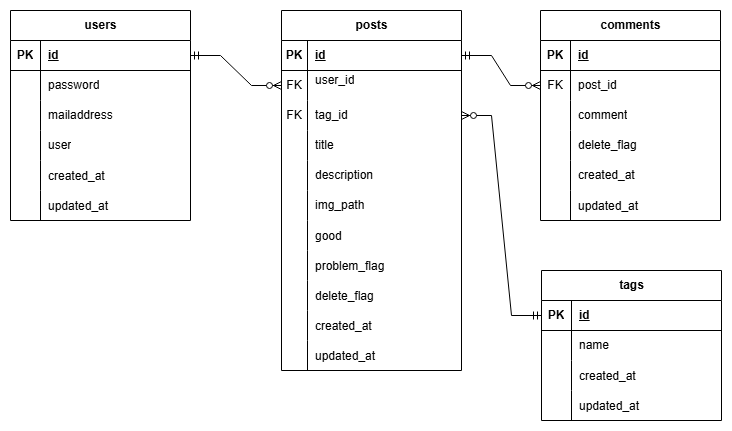 users
PK id
password
mailaddress
user
created_at
updated_at
posts
PK id
FK user_id
FK tag_id
title
description
img_path
good
problem_flag
delete_flag
created_at
updated_at
comments
PK id
FK post_id
comment
delete_flag
created_at
updated_at
tags
PK id
name
created_at
updated_at